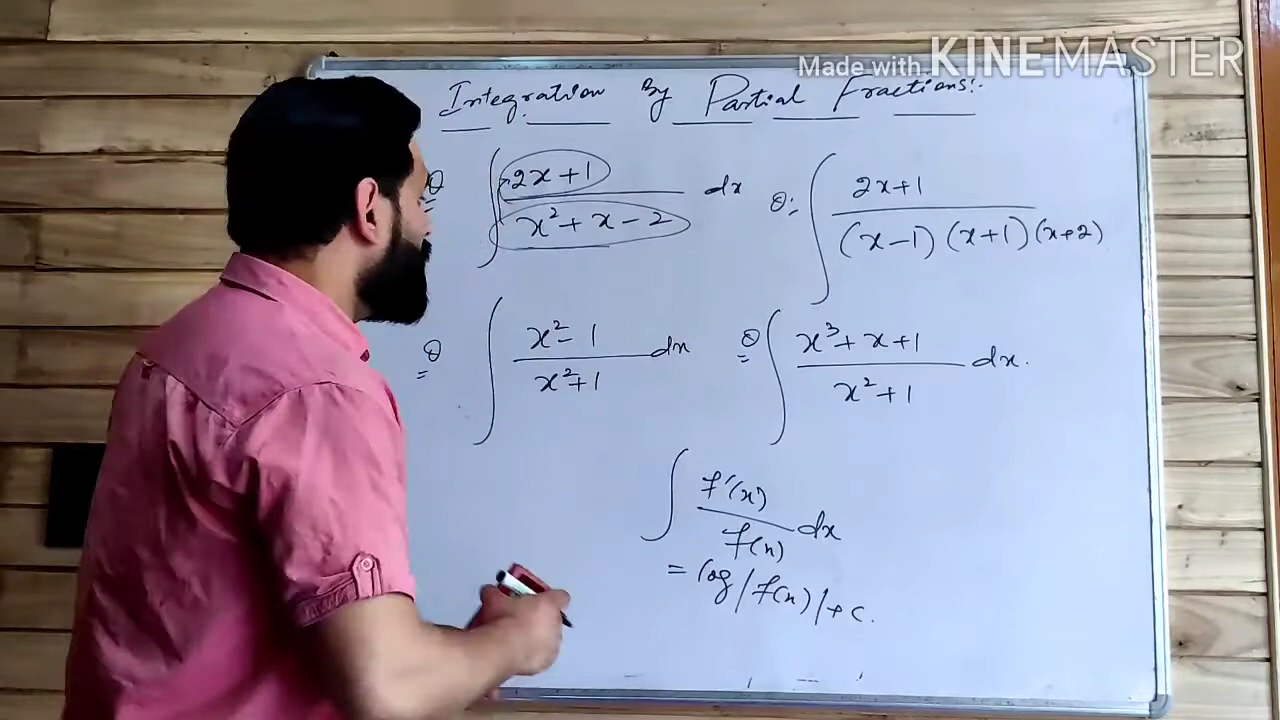 Made with KINEMASTER
Integration By Partial Fractions:-
Q ∫ 2x+1 / x²+x-2 dx
Q:- ∫ 2x+1 / (x-1)(x+1)(x+2)
Q ∫ x²-1 / x²+1 dx
Q ∫ x³+x+1 / x²+1 dx.
∫ f'(x) / f(x) dx
= log|f(x)|+c.